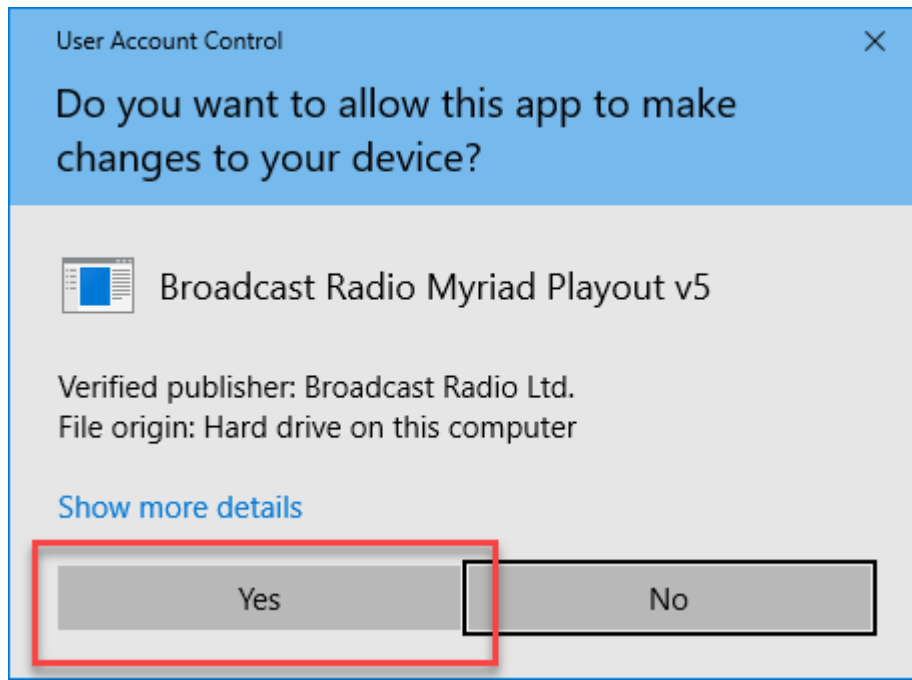 User Account Control
Do you want to allow this app to make
changes to your device?
Broadcast Radio Myriad Playout v5
Verified publisher: Broadcast Radio Ltd.
File origin: Hard drive on this computer
Show more details
Yes
No